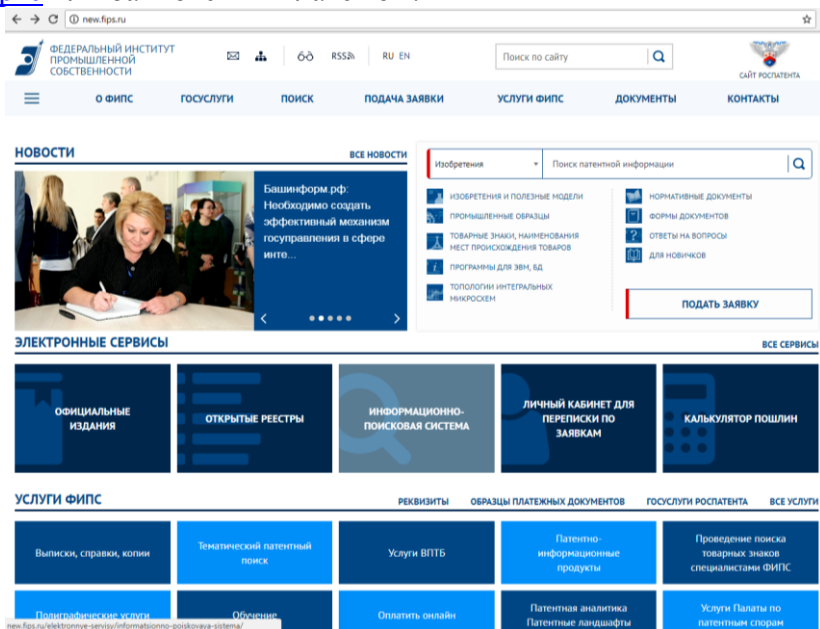 new.fips.ru
ФЕДЕРАЛЬНЫЙ ИНСТИТУТ
ПРОМЫШЛЕННОЙ
СОБСТВЕННОСТИ
RSS
RU EN
Поиск по сайту
САЙТ РОСПАТЕНТА
О ФИПС
ГОСУСЛУГИ
ПОИСК
ПОДАЧА ЗАЯВКИ
УСЛУГИ ФИПС
ДОКУМЕНТЫ
КОНТАКТЫ
НОВОСТИ
ВСЕ НОВОСТИ
Башинформ.рф:
Необходимо создать
эффективный механизм
госуправления в сфере
инте...
Изобретения
Поиск патентной информации
ИЗОБРЕТЕНИЯ И ПОЛЕЗНЫЕ МОДЕЛИ
ПРОМЫШЛЕННЫЕ ОБРАЗЦЫ
ТОВАРНЫЕ ЗНАКИ, НАИМЕНОВАНИЯ
МЕСТ ПРОИСХОЖДЕНИЯ ТОВАРОВ
ПРОГРАММЫ ДЛЯ ЭВМ, БД
ТОПОЛОГИИ ИНТЕГРАЛЬНЫХ
МИКРОСХЕМ
НОРМАТИВНЫЕ ДОКУМЕНТЫ
ФОРМЫ ДОКУМЕНТОВ
ОТВЕТЫ НА ВОПРОСЫ
ДЛЯ НОВИЧКОВ
ПОДАТЬ ЗАЯВКУ
ЭЛЕКТРОННЫЕ СЕРВИСЫ
ВСЕ СЕРВИСЫ
ОФИЦИАЛЬНЫЕ
ИЗДАНИЯ
ОТКРЫТЫЕ РЕЕСТРЫ
ИНФОРМАЦИОННО-
ПОИСКОВАЯ СИСТЕМА
ЛИЧНЫЙ КАБИНЕТ ДЛЯ
ПЕРЕПИСКИ ПО
ЗАЯВКАМ
КАЛЬКУЛЯТОР ПОШЛИН
УСЛУГИ ФИПС
РЕКВИЗИТЫ
ОБРАЗЦЫ ПЛАТЕЖНЫХ ДОКУМЕНТОВ
ГОСУСЛУГИ РОСПАТЕНТА
ВСЕ УСЛУГИ
Выписки, справки, копии
Тематический патентный
поиск
Услуги ВПТБ
Патентно-
информационные
продукты
Проведение поиска
товарных знаков
специалистами ФИПС
Полиграфические услуги
Обучение
Оплатить онлайн
Патентная аналитика
Патентные ландшафты
Услуги Палаты по
патентным спорам
new.fips.ru/elektronnye-servisy/informatsionno-poiskovaya-sistema/